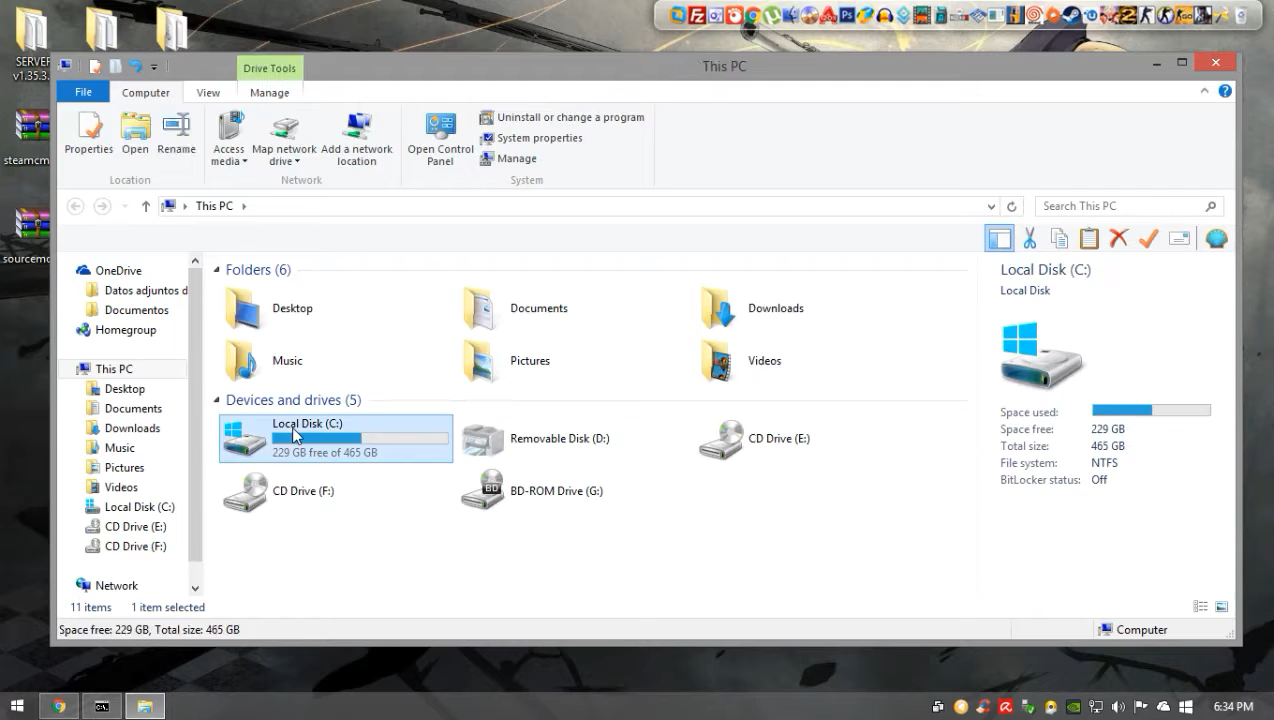 SERVER
v1.35.3.
steamcm
sourcemo
This PC
Drive Tools
File
Computer
View
Manage
Properties
Open
Rename
Access media
Map network drive
Add a network location
Open Control Panel
Uninstall or change a program
System properties
Manage
Location
Network
System
This PC
Search This PC
OneDrive
Datos adjuntos d
Documentos
Homegroup
This PC
Desktop
Documents
Downloads
Music
Pictures
Videos
Local Disk (C:)
CD Drive (E:)
CD Drive (F:)
Network
Folders (6)
Desktop
Documents
Downloads
Music
Pictures
Videos
Devices and drives (5)
Local Disk (C:)
229 GB free of 465 GB
Removable Disk (D:)
CD Drive (E:)
CD Drive (F:)
BD
BD-ROM Drive (G:)
Local Disk (C:)
Local Disk
Space used:
Space free: 229 GB
Total size: 465 GB
File system: NTFS
BitLocker status: Off
11 items 1 item selected
Space free: 229 GB, Total size: 465 GB
Computer
6:34 PM